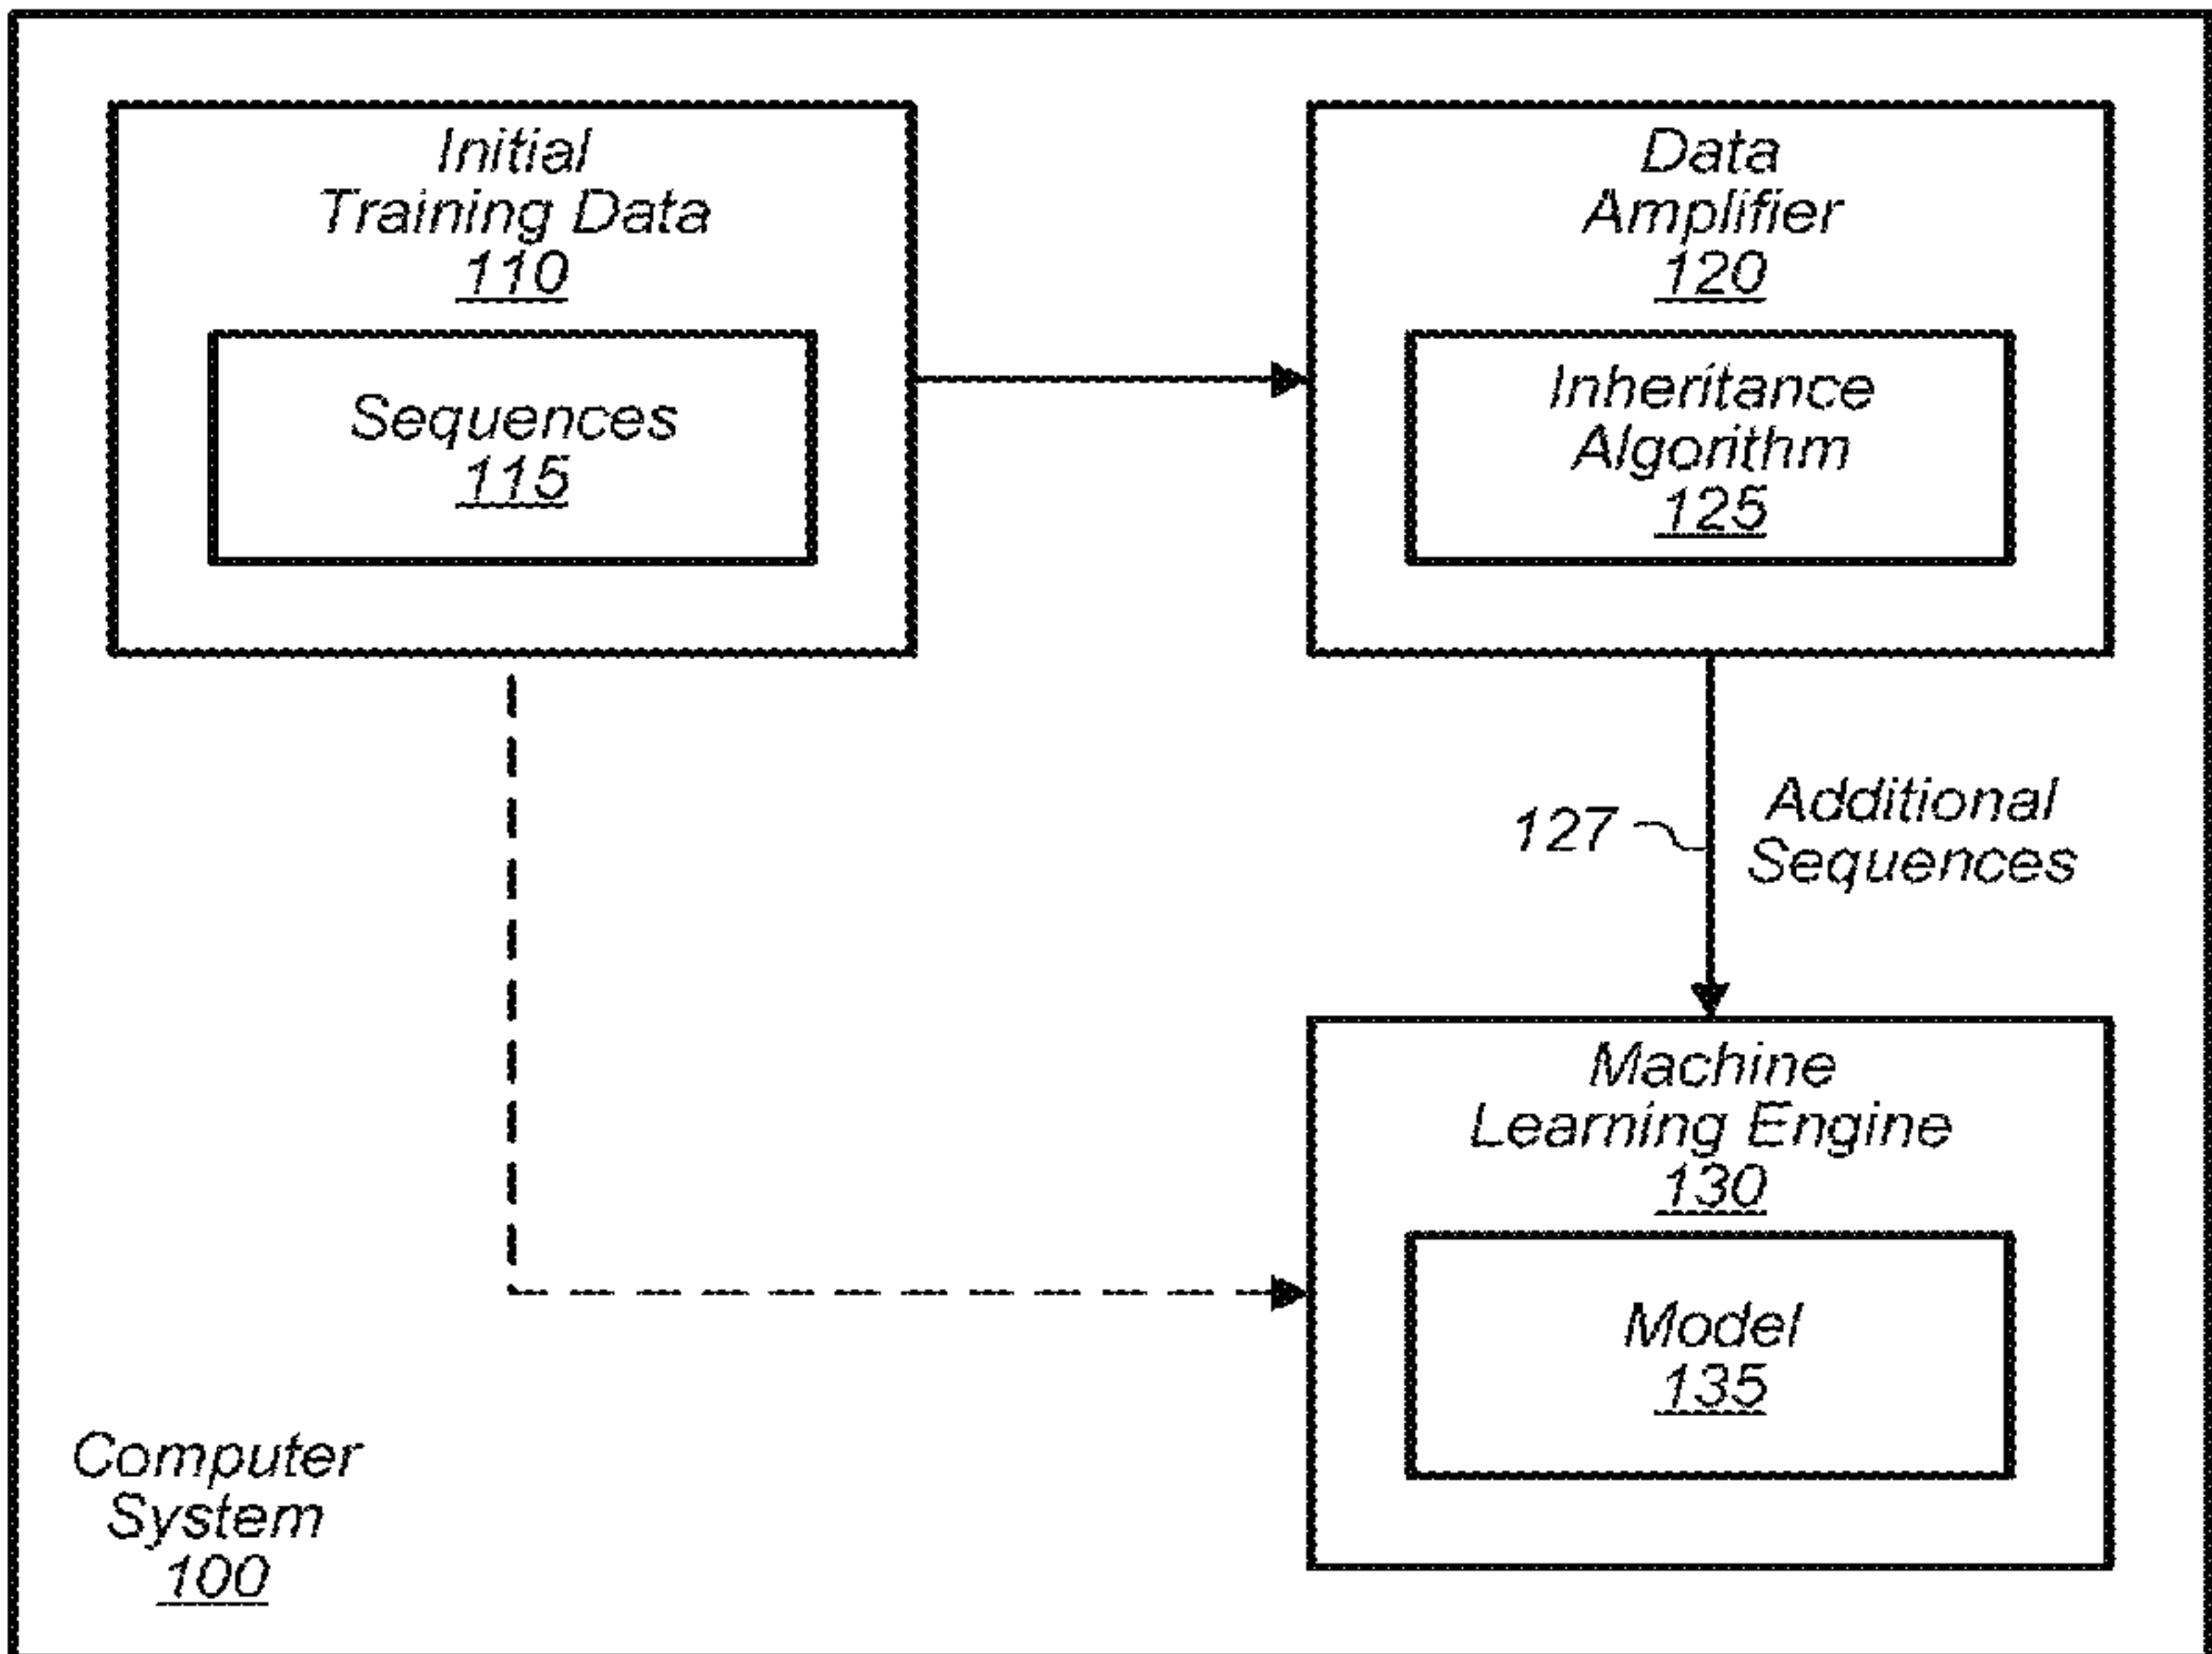 Initial
Training Data
110
Sequences
115
Data
Amplifier
120
Inheritance
Algorithm
125
127
Additional
Sequences
Machine
Learning Engine
130
Model
135
Computer
System
100